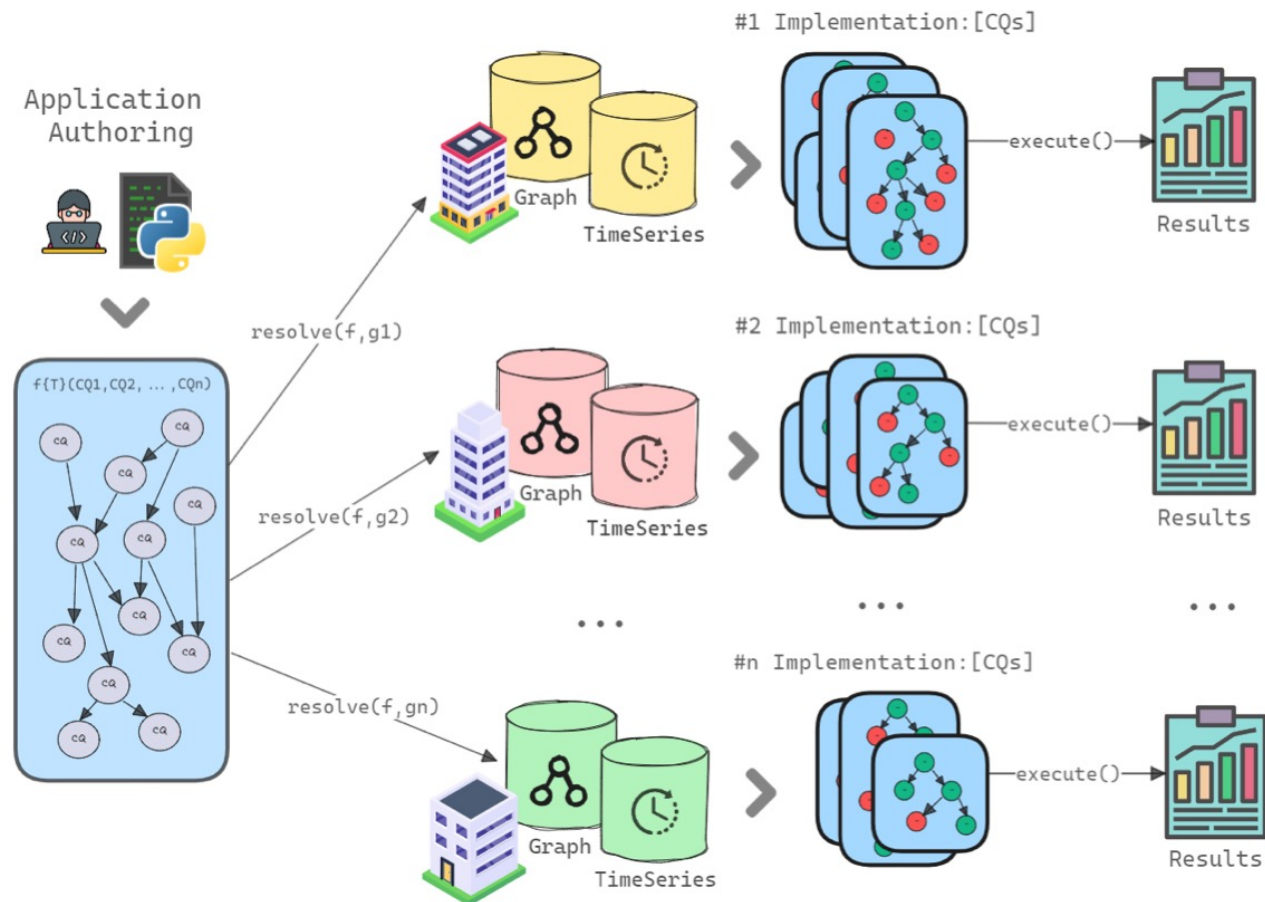 #1 Implementation:[CQs]
Application
Authoring
</>
Graph
TimeSeries
execute()
Results
resolve(f,g1)
#2 Implementation:[CQs]
f{T}(CQ1,CQ2, ... ,CQn)
CQ
CQ
CQ
CQ
CQ
CQ
CQ
CQ
CQ
CQ
CQ
CQ
resolve(f,g2)
Graph
TimeSeries
execute()
Results
...
...
...
#n Implementation:[CQs]
resolve(f,gn)
Graph
TimeSeries
execute()
Results